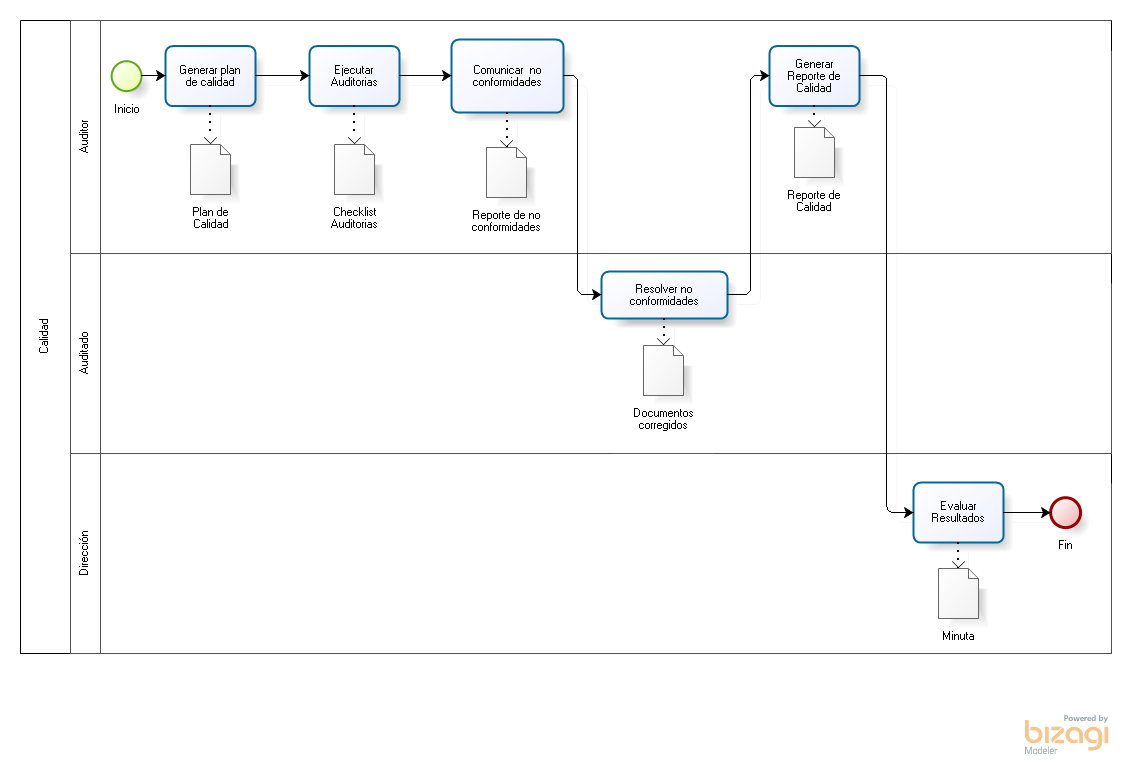 Calidad
Auditor
Inicio
Generar plan
de calidad
Plan de
Calidad
Ejecutar
Auditorias
Checklist
Auditorias
Comunicar no
conformidades
Reporte de no
conformidades
Generar
Reporte de
Calidad
Reporte de
Calidad
Auditado
Resolver no
conformidades
Documentos
corregidos
Dirección
Evaluar
Resultados
Minuta
Fin
Powered by
bizagi
Modeler